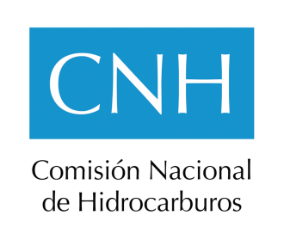 CNH
Comisión Nacional
de Hidrocarburos